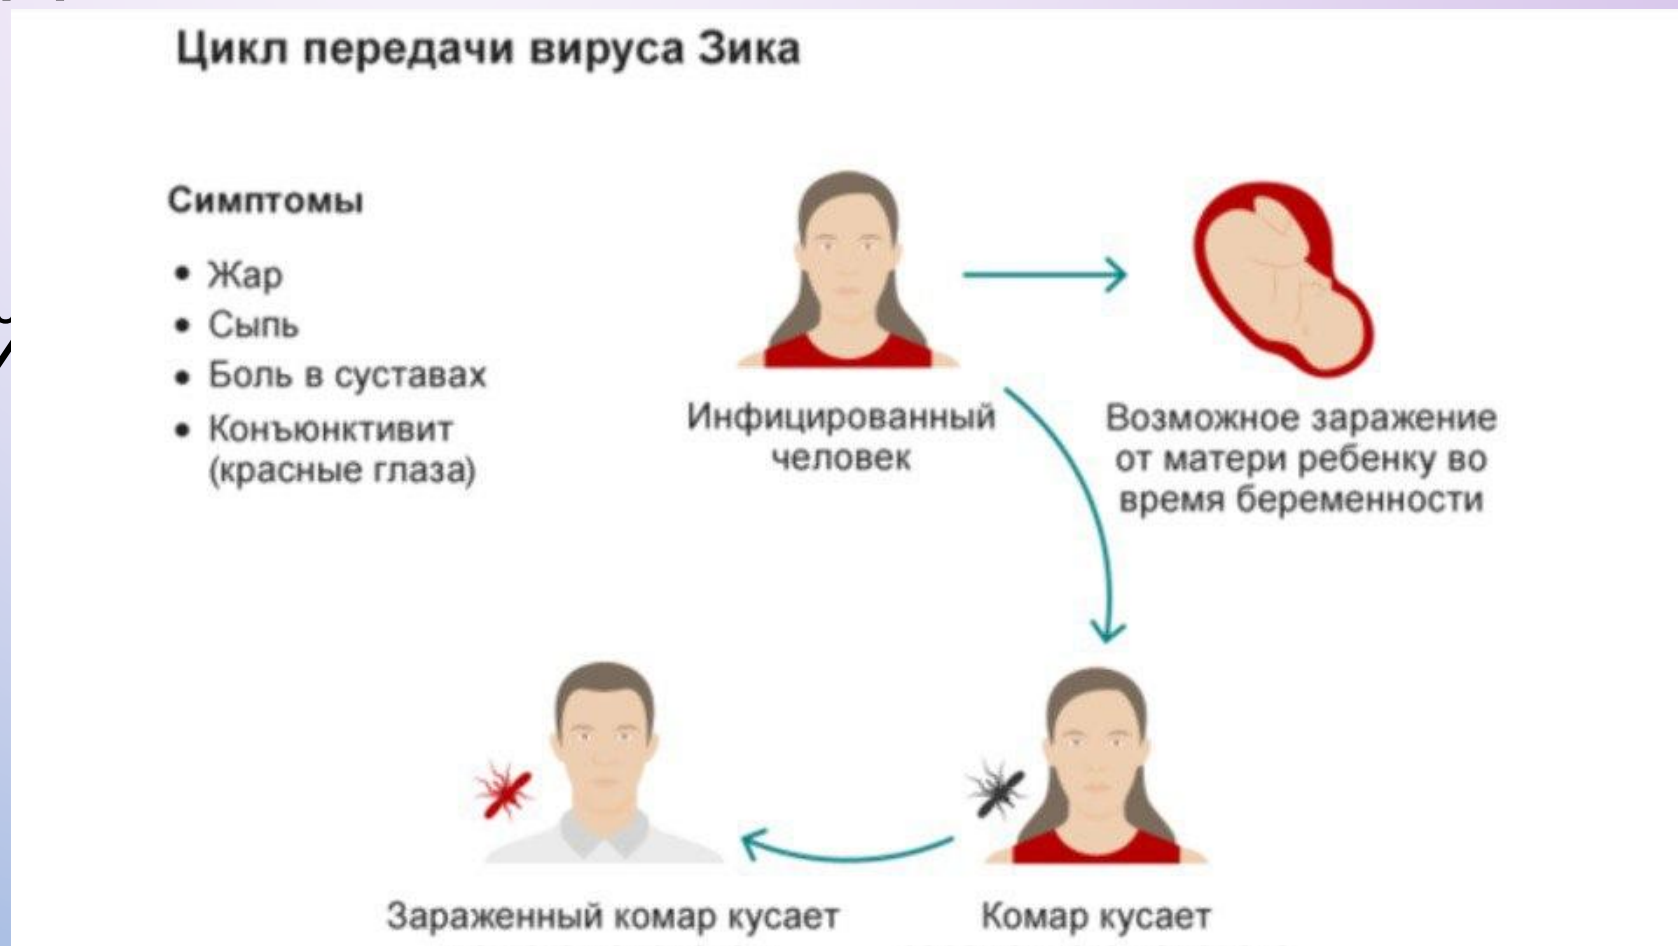 Цикл передачи вируса Зика
Симптомы
• Жар
• Сыпь
• Боль в суставах
• Конъюнктивит
(красные глаза)
Инфицированный
человек
Возможное заражение
от матери ребенку во
время беременности
Зараженный комар кусает
Комар кусает